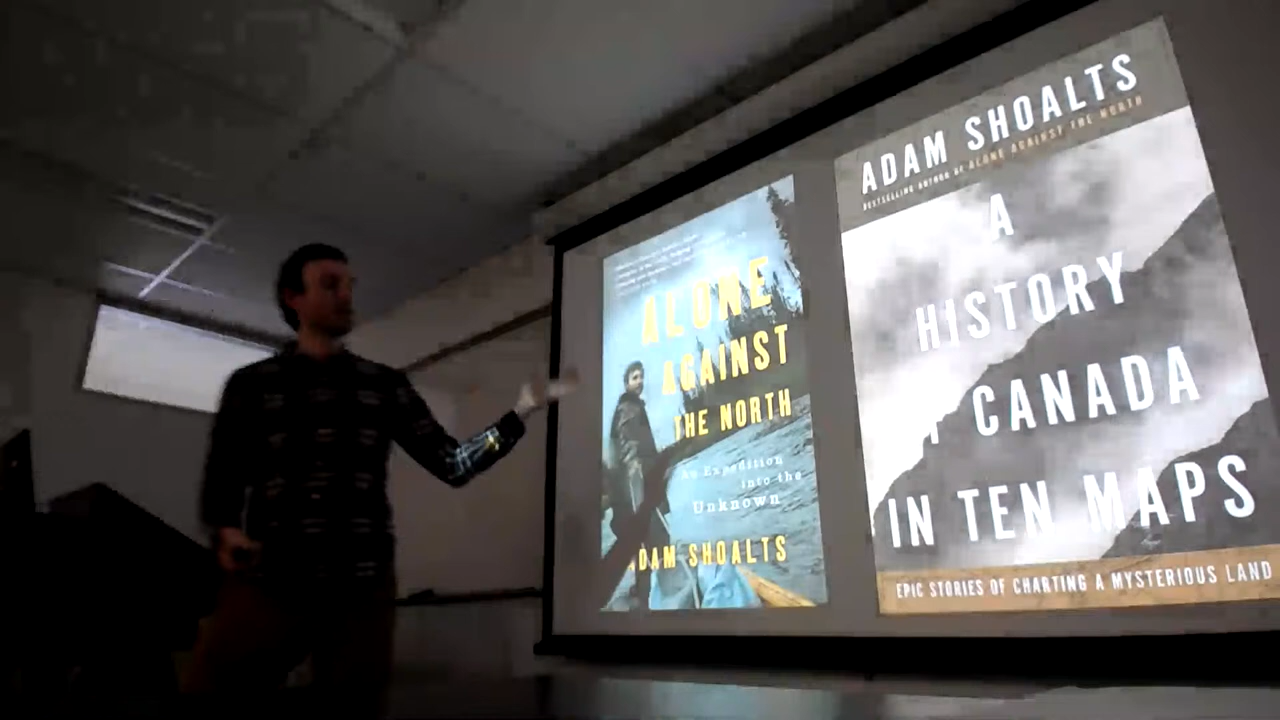 ALONE
AGAINST
THE NORTH
An Expedition
into the
Unknown
ADAM SHOALTS
ADAM SHOALTS
BESTSELLING AUTHOR OF ALONE AGAINST THE NORTH
A
HISTORY
CANADA
IN TEN MAPS
EPIC STORIES OF CHARTING A MYSTERIOUS LAND